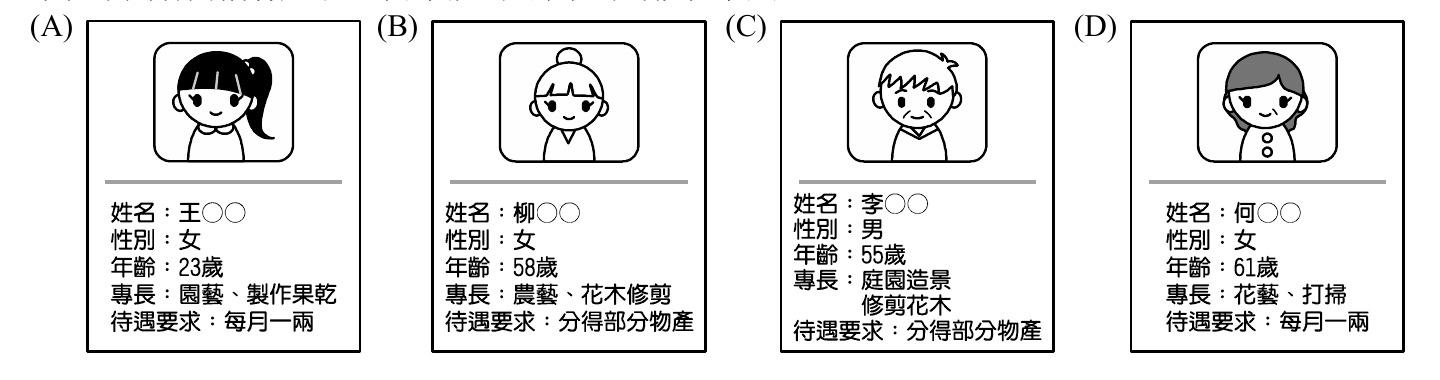 (A)
姓名：王○○
性別：女
年齡：23歲
專長：園藝、製作果乾
待遇要求：每月一兩
(B)
姓名：柳○○
性別：女
年齡：58歲
專長：農藝、花木修剪
待遇要求：分得部分物產
(C)
姓名：李○○
性別：男
年齡：55歲
專長：庭園造景
修剪花木
待遇要求：分得部分物產
(D)
姓名：何○○
性別：女
年齡：61歲
專長：花藝、打掃
待遇要求：每月一兩